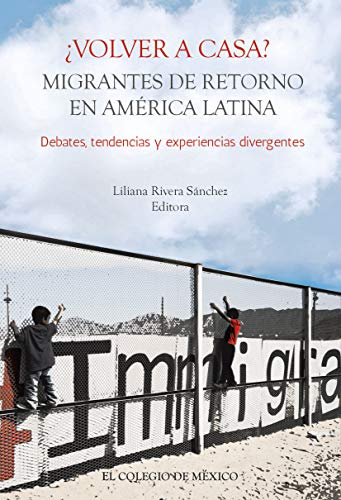 ¿VOLVER A CASA?
MIGRANTES DE RETORNO
EN AMÉRICA LATINA
Debates, tendencias y experiencias divergentes
Liliana Rivera Sánchez
Editora
Immigra
EL COLEGIO DE MÉXICO